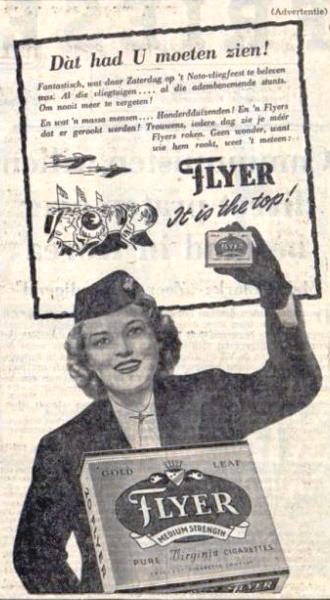 (Advertentie)
Dàt had U moeten zien!
Fantastisch, wat daar Zaterdag op 't Noto-vliegfeest te beleven
was. Al die vliegtuigen.... al die adembenemende stunts.
Om nooit meer te vergeten!
En wat 'n massa mensen.... Honderdduizenden! En 'n Flyers
dat er gerookt werden! Trouwens, iedere dag zie je méér
Flyers roken. Geen wonder, want
wie hem rookt, weet 't meteen:
FLYER
It is the top!
FLYER
GOLD LEAF
20 FLYER
FLYER
MEDIUM STRENGTH
PURE Virginia CIGARETTES
FLYER